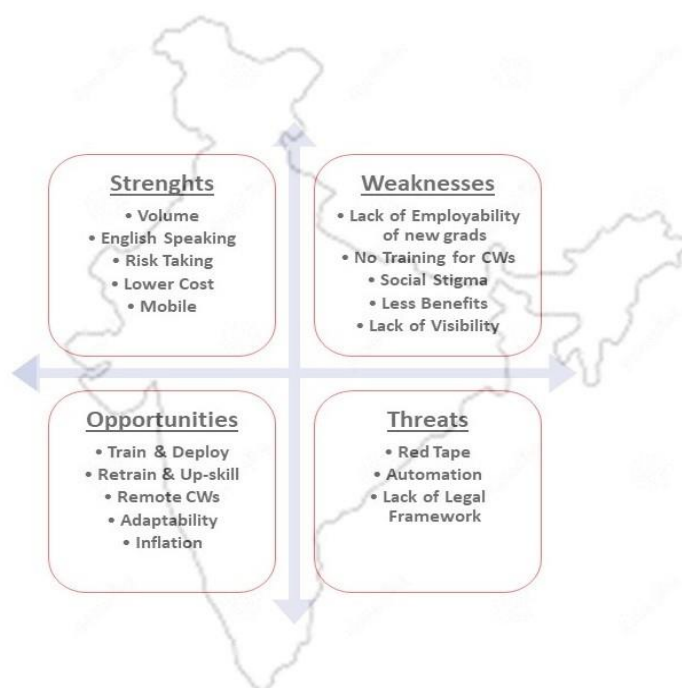 Strenghts
• Volume
• English Speaking
• Risk Taking
• Lower Cost
• Mobile
Weaknesses
• Lack of Employability
of new grads
• No Training for CWs
• Social Stigma
• Less Benefits
• Lack of Visibility
Opportunities
• Train & Deploy
• Retrain & Up-skill
• Remote CWs
• Adaptability
• Inflation
Threats
• Red Tape
• Automation
• Lack of Legal
Framework